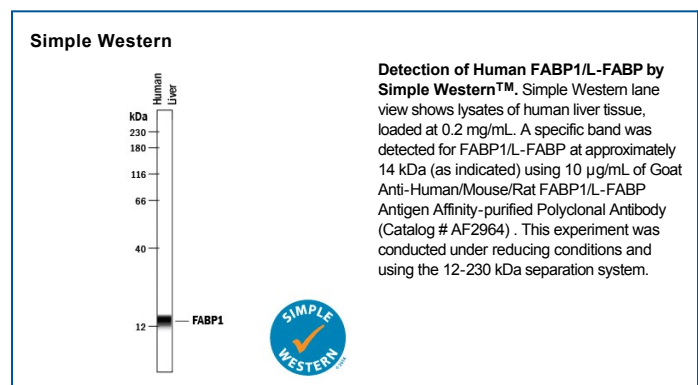 Simple Western
Human
Liver
kDa
230
180
116
66
40
12
FABP1
SIMPLE
WESTERN
Detection of Human FABP1/L-FABP by
Simple Western™. Simple Western lane
view shows lysates of human liver tissue,
loaded at 0.2 mg/mL. A specific band was
detected for FABP1/L-FABP at approximately
14 kDa (as indicated) using 10 µg/mL of Goat
Anti-Human/Mouse/Rat FABP1/L-FABP
Antigen Affinity-purified Polyclonal Antibody
(Catalog # AF2964) . This experiment was
conducted under reducing conditions and
using the 12-230 kDa separation system.